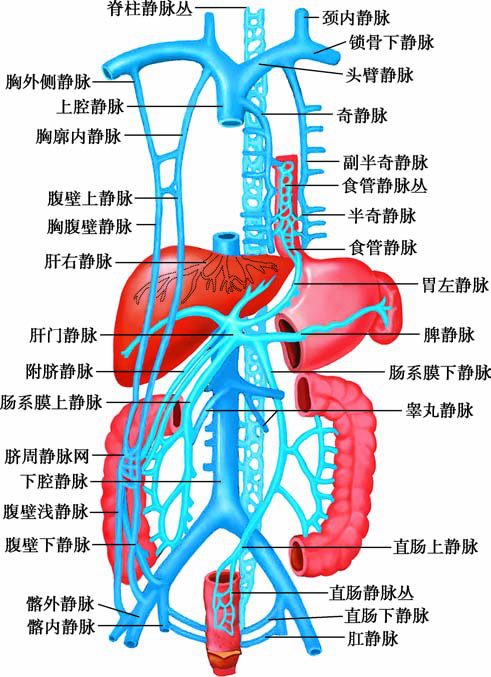 脊柱静脉丛
颈内静脉
锁骨下静脉
头臂静脉
胸外侧静脉
上腔静脉
奇静脉
胸廓内静脉
副半奇静脉
食管静脉丛
腹壁上静脉
半奇静脉
胸腹壁静脉
食管静脉
肝右静脉
胃左静脉
肝门静脉
脾静脉
附脐静脉
肠系膜下静脉
肠系膜上静脉
睾丸静脉
脐周静脉网
下腔静脉
腹壁浅静脉
腹壁下静脉
直肠上静脉
髂外静脉
直肠静脉丛
髂内静脉
直肠下静脉
肛静脉